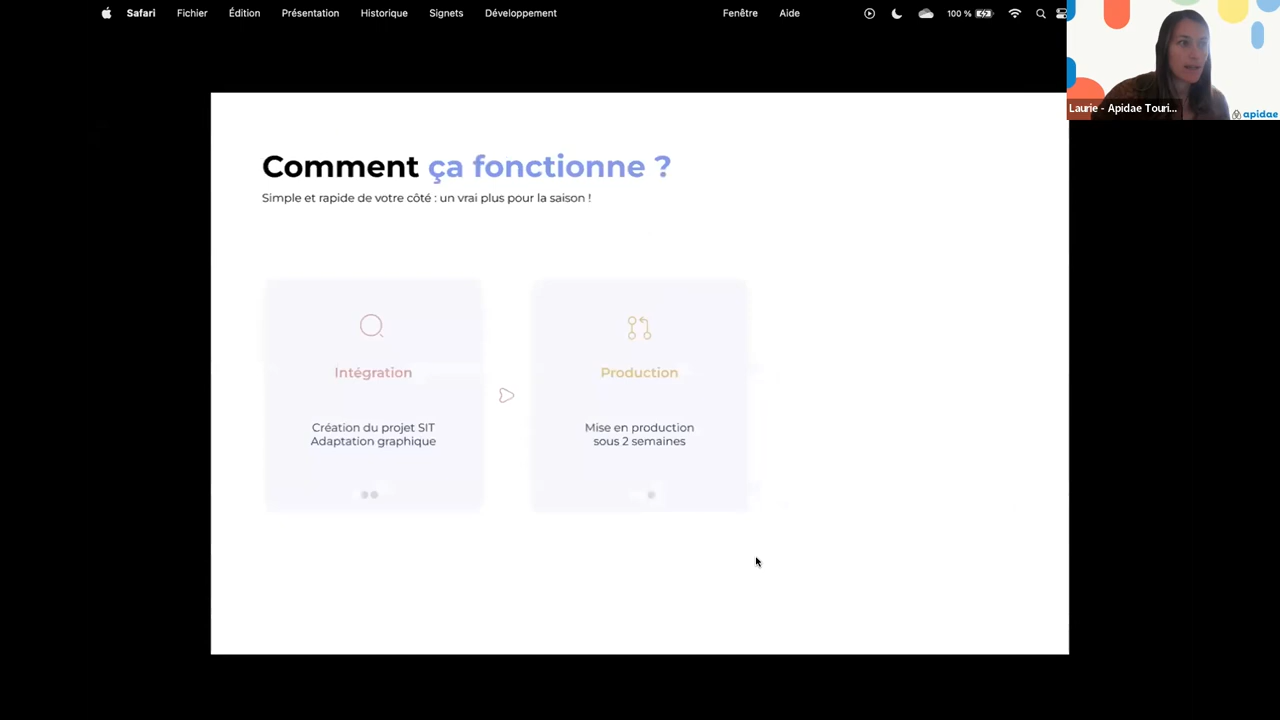 Safari Fichier Édition Présentation Historique Signets Développement Fenêtre Aide 100 %
Laurie - Apidae Touri...
apidae
Comment ça fonctionne ?
Simple et rapide de votre côté : un vrai plus pour la saison !
Intégration
Création du projet SIT
Adaptation graphique
Production
Mise en production
sous 2 semaines